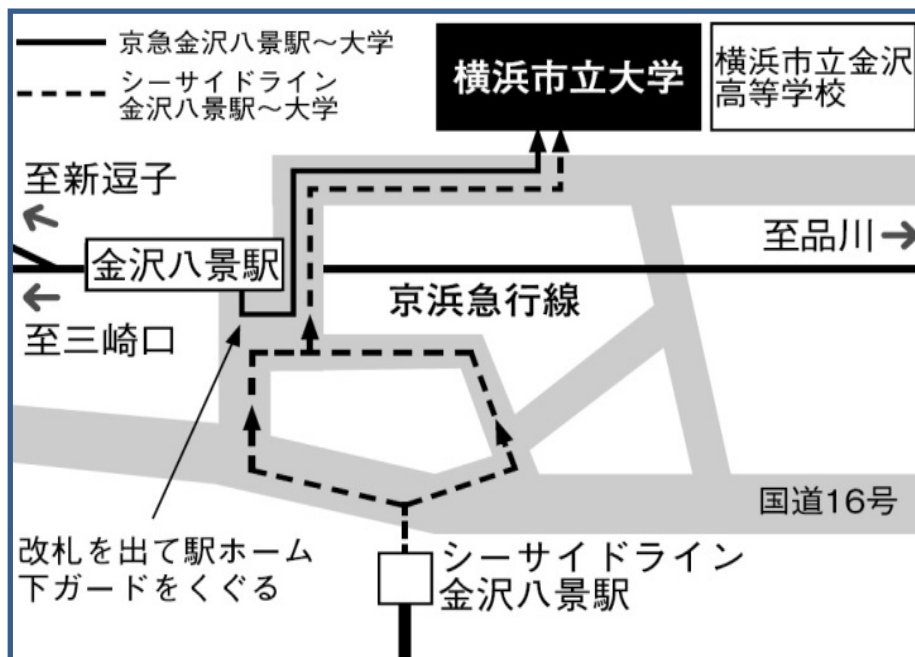 京急金沢八景駅～大学
シーサイドライン
金沢八景駅～大学
横浜市立大学
横浜市立金沢
高等学校
至新逗子
至品川
金沢八景駅
京浜急行線
至三崎口
国道16号
改札を出て駅ホーム
下ガードをくぐる
シーサイドライン
金沢八景駅